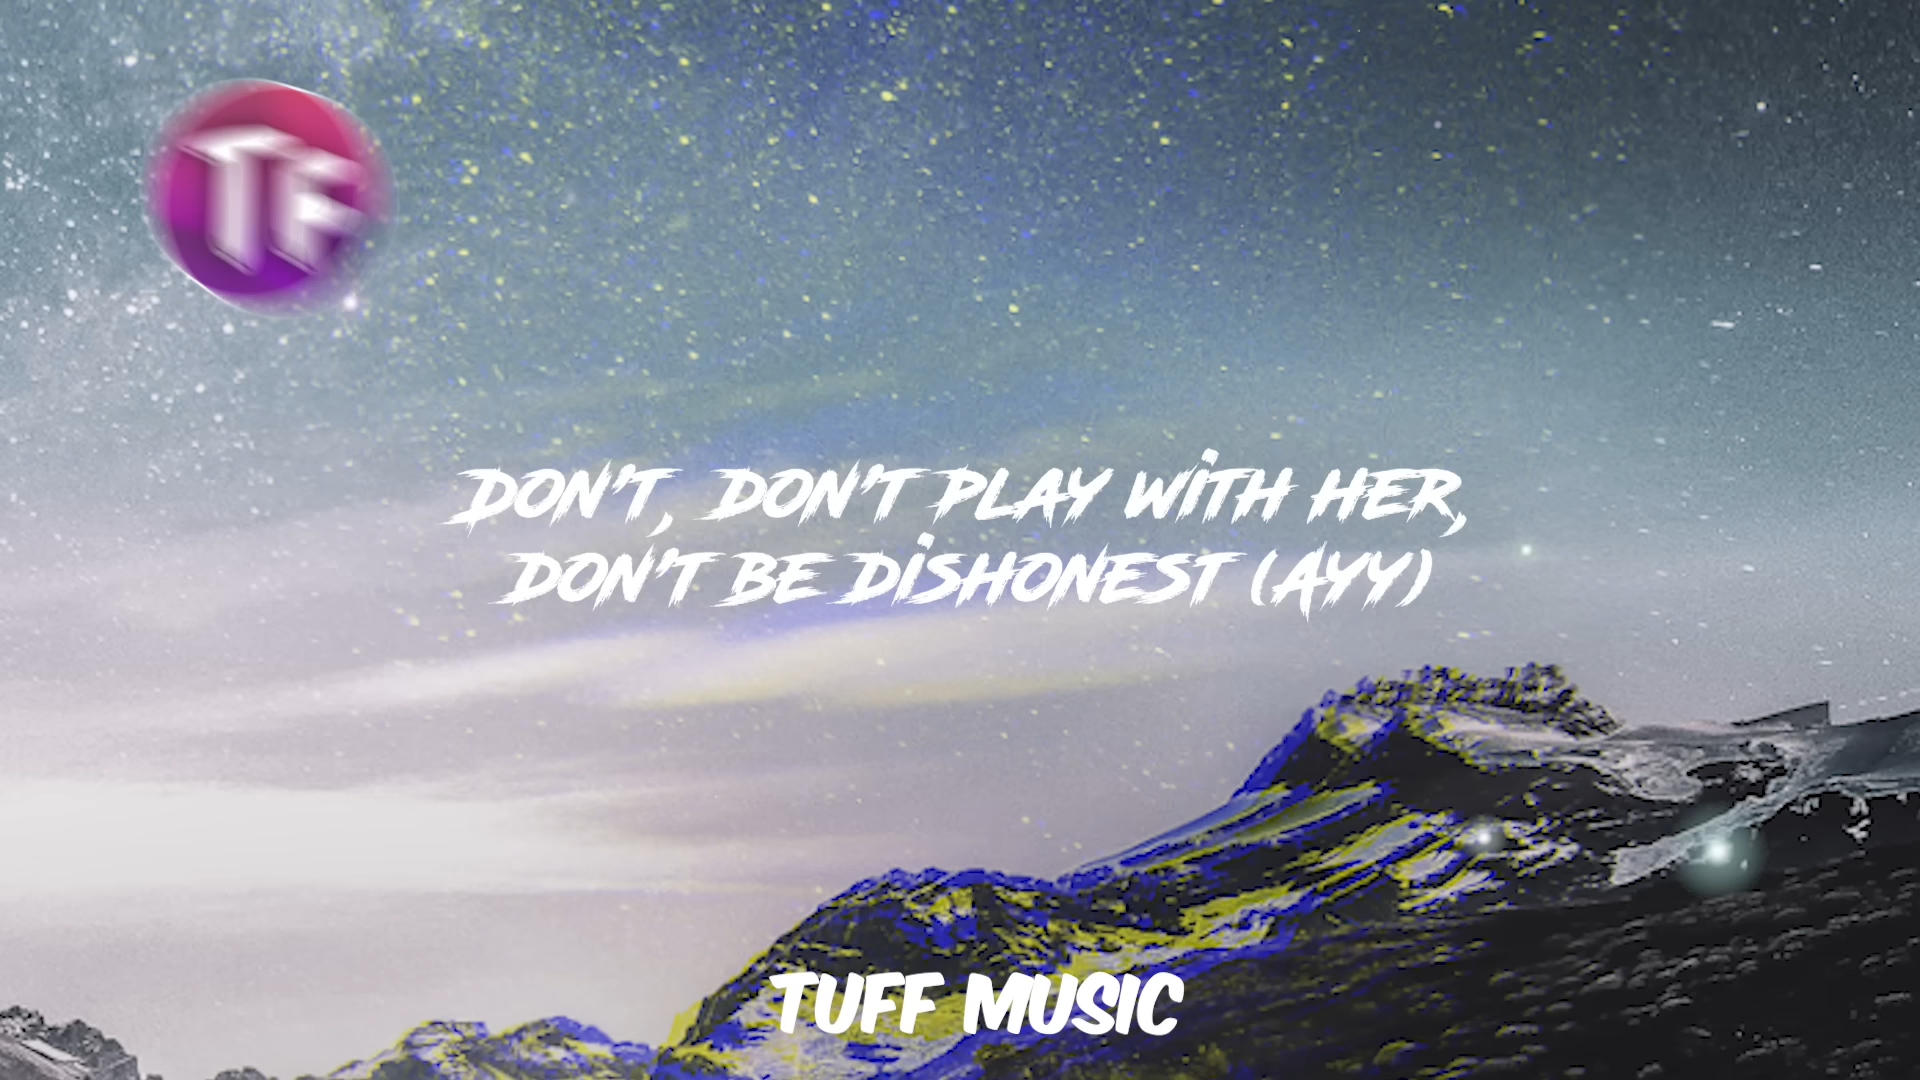 TF
DON'T, DON'T PLAY WITH HER,
DON'T BE DISHONEST (AYY)
TUFF MUSIC